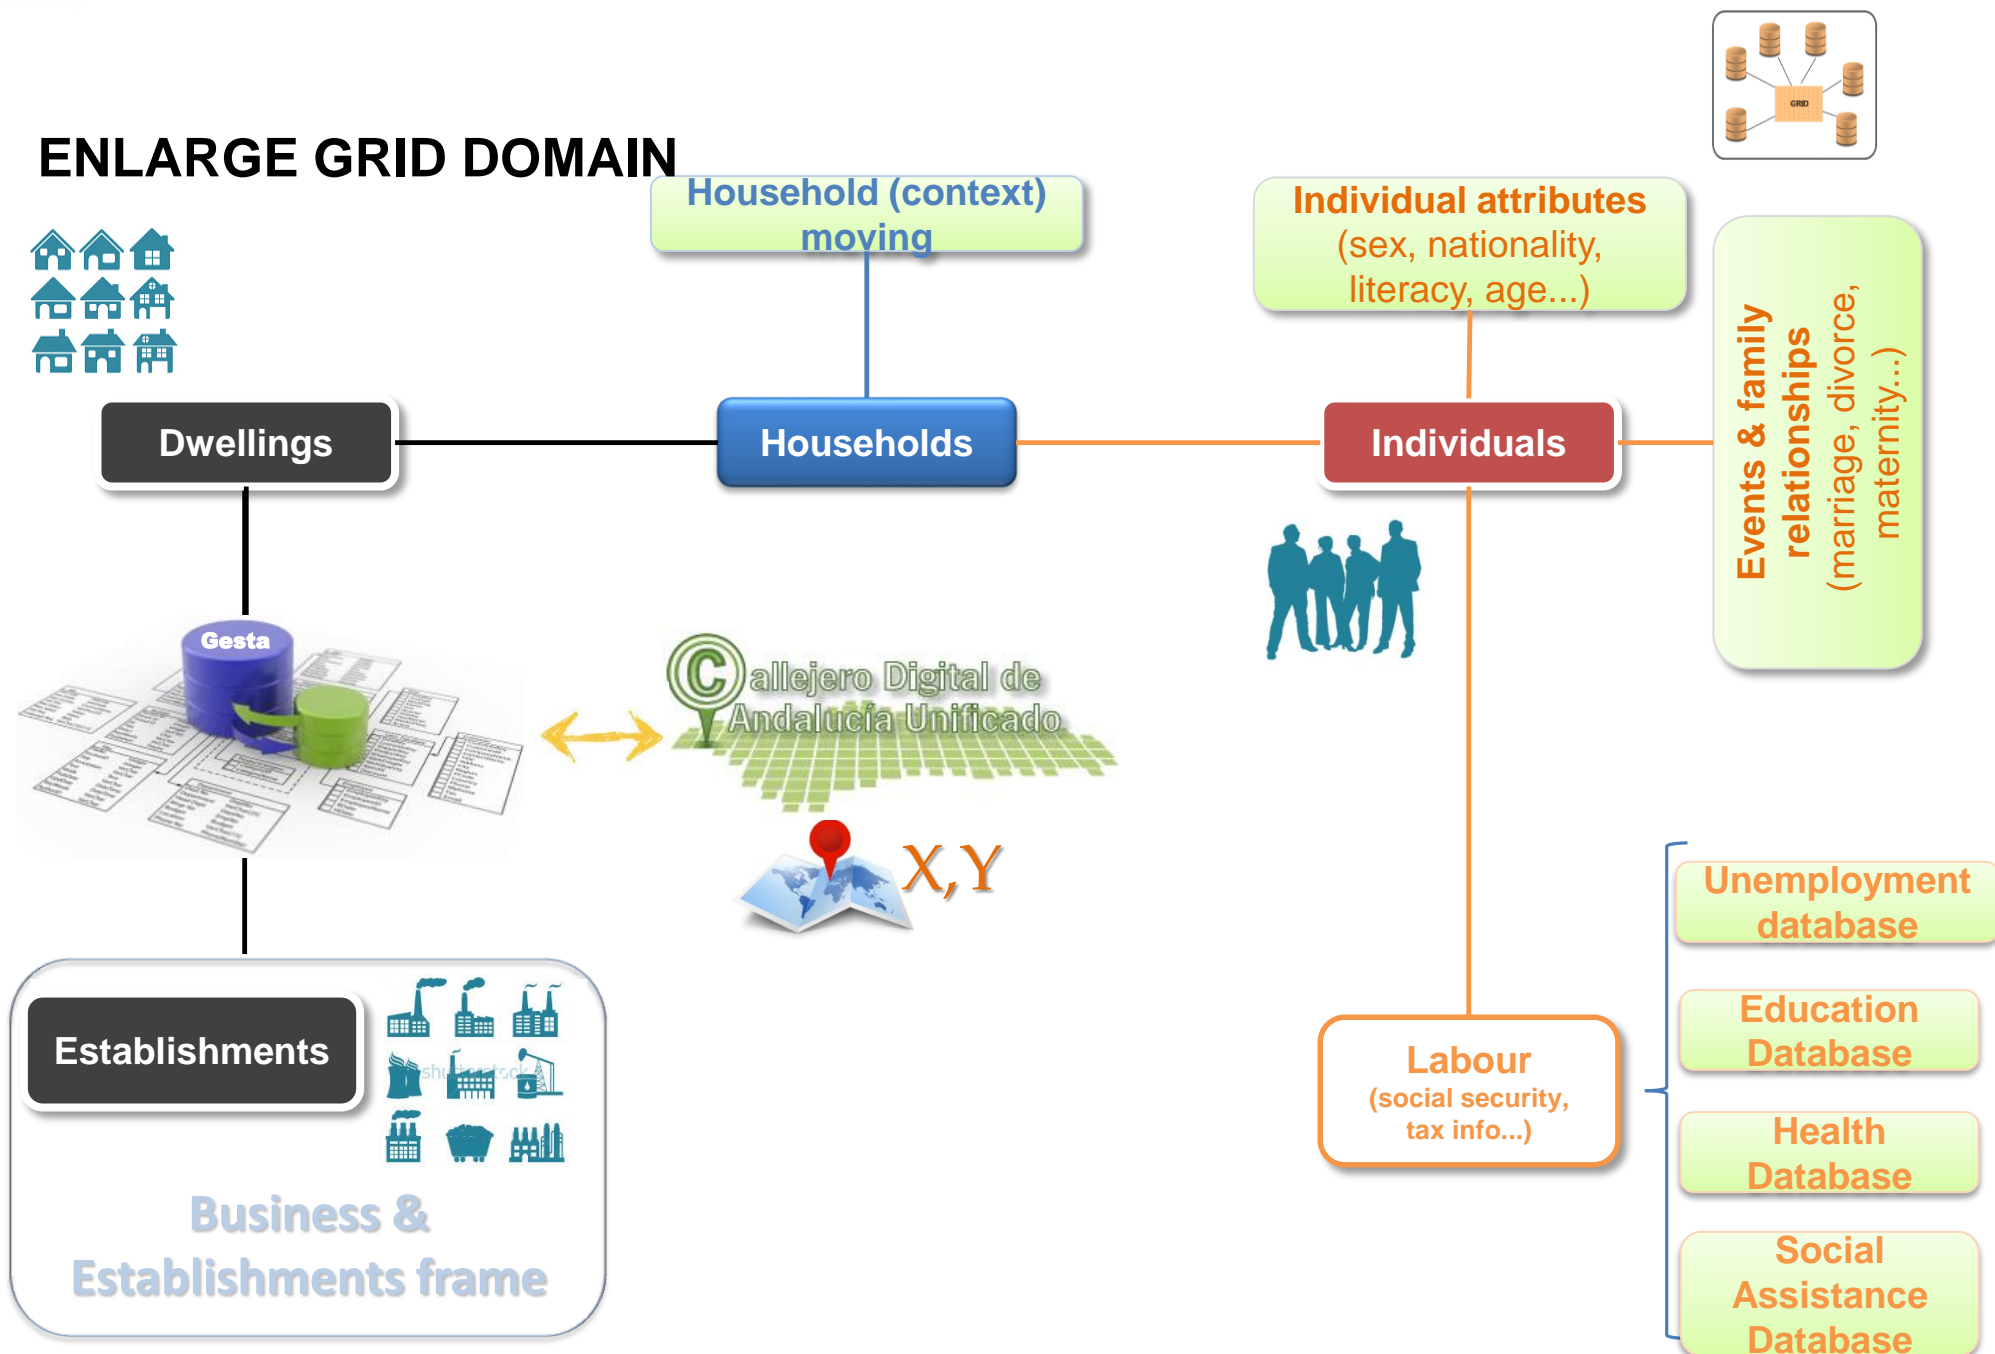 GRID
ENLARGE GRID DOMAIN
Household (context)
moving
Individual attributes
(sex, nationality,
literacy, age...)
Events & family
relationships
(marriage, divorce,
maternity...)
Dwellings
Households
Individuals
Gesta
Callejero Digital de
Andalucía Unificado
X,Y
Unemployment
database
Education
Database
Health
Database
Social
Assistance
Database
Labour
(social security,
tax info...)
Establishments
shutterstock
Business &
Establishments frame